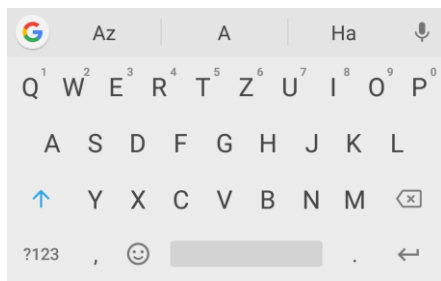 Az A Ha
Q1 W2 E3 R4 T5 Z6 U7 I8 O9 P0
A S D F G H J K L
Y X C V B N M
?123 , .